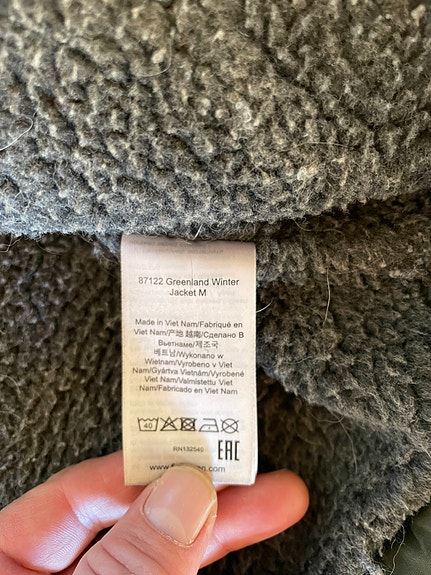 87122 Greenland Winter
Jacket M
Made in Viet Nam/Fabriqué en
Viet Nam/产地 越南/Сделано В
Вьетнаме/제조국
베트남/Wykonano w
Wietnam/Vyrobeno v Viet
Nam/Gyártva Vietnám/Vyrobené
Viet Nam/Valmistettu Viet
Nam/Fabricado en Viet Nam
40
RN132540
EAC